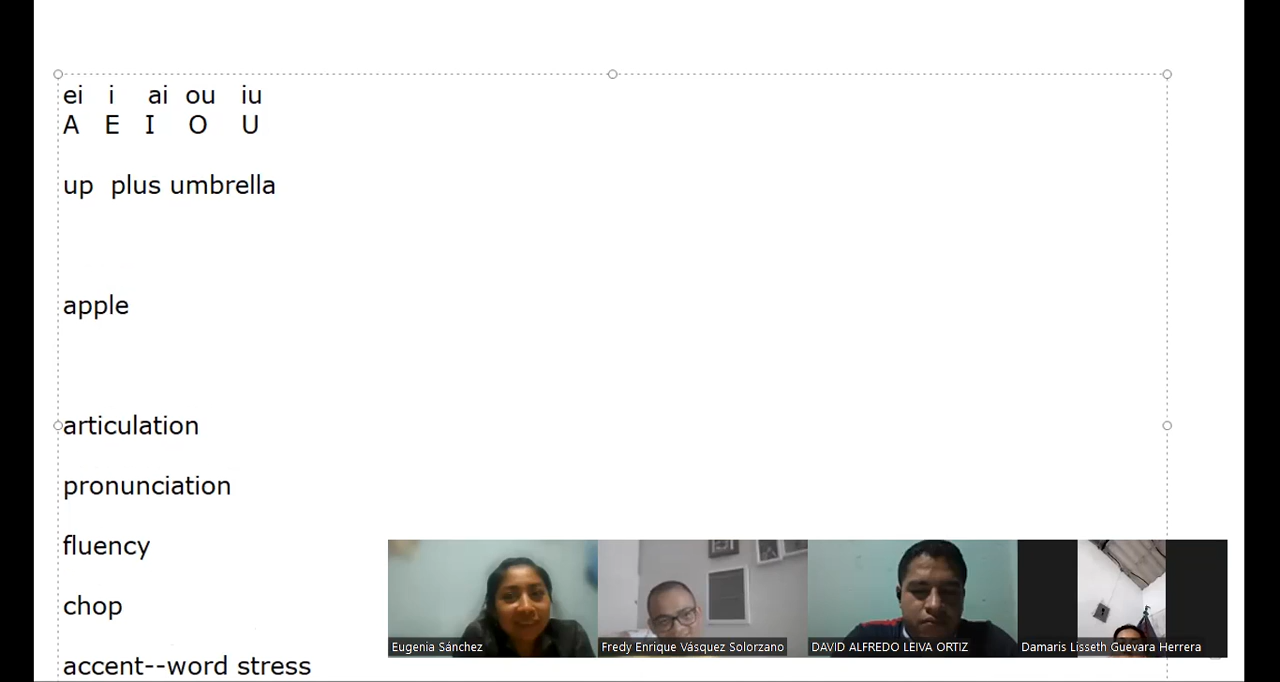 ei i ai ou iu
A E I O U
up plus umbrella
apple
articulation
pronunciation
fluency
chop
accent--word stress
Eugenia Sánchez
Fredy Enrique Vásquez Solorzano
DAVID ALFREDO LEIVA ORTIZ
Damaris Lisseth Guevara Herrera